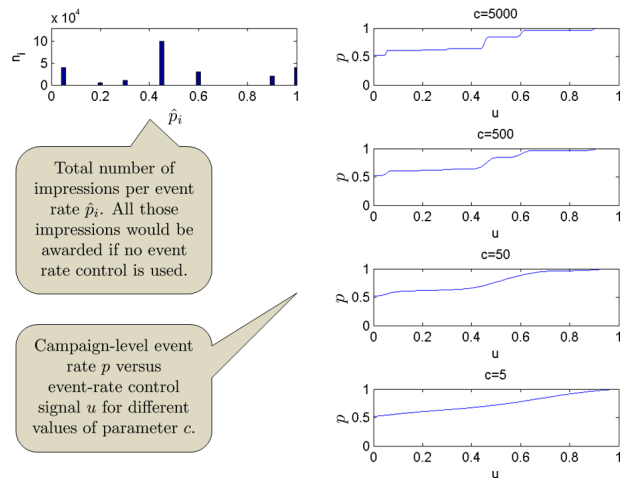 x 10⁴
10
5
0
n_i
0 0.2 0.4 0.6 0.8 1
p̂_i
Total number of
impressions per event
rate p̂_i. All those
impressions would be
awarded if no event
rate control is used.
Campaign-level event
rate p versus
event-rate control
signal u for different
values of parameter c.
c=5000
1
0.5
0
p
0 0.2 0.4 0.6 0.8 1
u
c=500
1
0.5
0
p
0 0.2 0.4 0.6 0.8 1
u
c=50
1
0.5
0
p
0 0.2 0.4 0.6 0.8 1
u
c=5
1
0.5
0
p
0 0.2 0.4 0.6 0.8 1
u